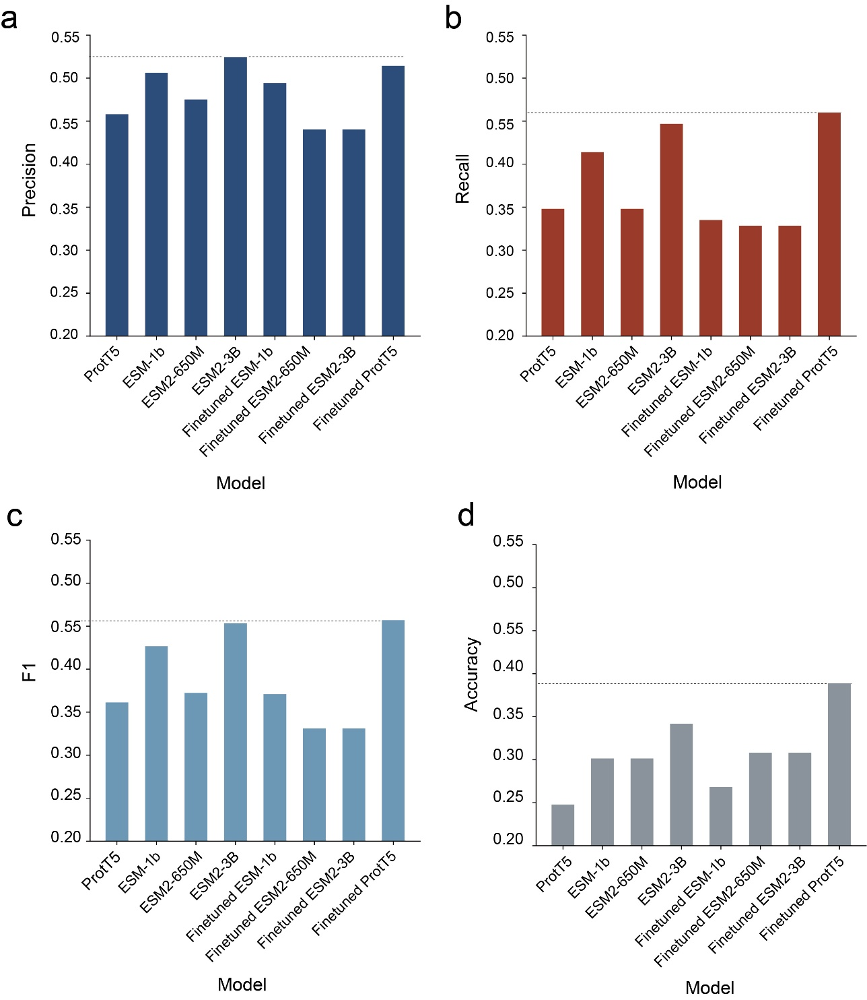 a
0.55
0.50
0.55
0.40
0.35
0.30
0.25
0.20
Precision
ProtT5
ESM-1b
ESM2-650M
ESM2-3B
Finetuned ESM-1b
Finetuned ESM2-650M
Finetuned ESM2-3B
Finetuned ProtT5
Model
b
0.55
0.50
0.55
0.40
0.35
0.30
0.25
0.20
Recall
ProtT5
ESM-1b
ESM2-650M
ESM2-3B
Finetuned ESM-1b
Finetuned ESM2-650M
Finetuned ESM2-3B
Finetuned ProtT5
Model
c
0.55
0.50
0.55
0.40
0.35
0.30
0.25
0.20
F1
ProtT5
ESM-1b
ESM2-650M
ESM2-3B
Finetuned ESM-1b
Finetuned ESM2-650M
Finetuned ESM2-3B
Finetuned ProtT5
Model
d
0.55
0.50
0.55
0.40
0.35
0.30
0.25
0.20
Accuracy
ProtT5
ESM-1b
ESM2-650M
ESM2-3B
Finetuned ESM-1b
Finetuned ESM2-650M
Finetuned ESM2-3B
Finetuned ProtT5
Model